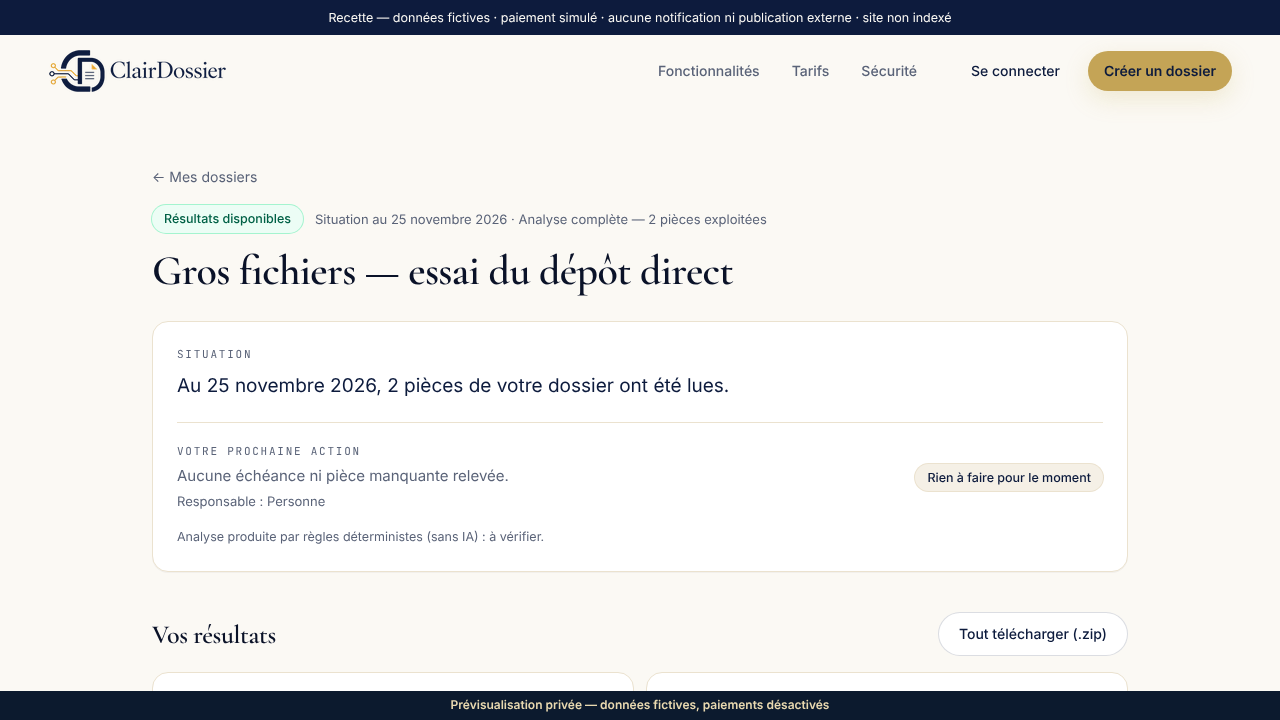 Recette — données fictives · paiement simulé · aucune notification ni publication externe · site non indexé
ClairDossier
Fonctionnalités
Tarifs
Sécurité
Se connecter
Créer un dossier
← Mes dossiers
Résultats disponibles
Situation au 25 novembre 2026 · Analyse complète — 2 pièces exploitées
Gros fichiers — essai du dépôt direct
SITUATION
Au 25 novembre 2026, 2 pièces de votre dossier ont été lues.
VOTRE PROCHAINE ACTION
Aucune échéance ni pièce manquante relevée.
Rien à faire pour le moment
Responsable : Personne
Analyse produite par règles déterministes (sans IA) : à vérifier.
Vos résultats
Tout télécharger (.zip)
Prévisualisation privée — données fictives, paiements désactivés